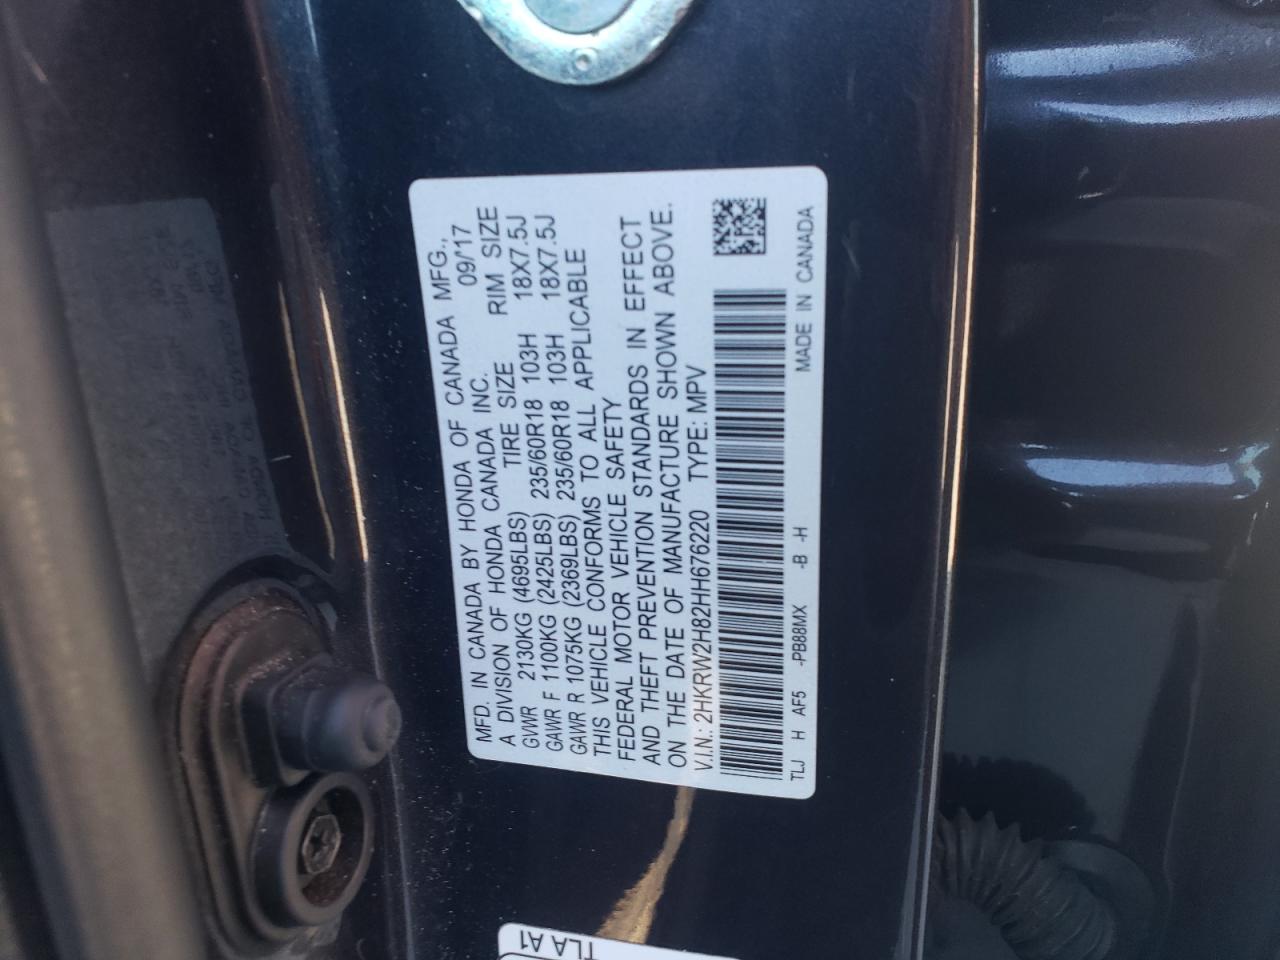 MFD. IN CANADA BY HONDA OF CANADA MFG.,
A DIVISION OF HONDA CANADA INC. 09/'17
GVWR 2130KG (4695LBS) TIRE SIZE RIM SIZE
GAWR F 1100KG (2425LBS) 235/60R18 103H 18X7.5J
GAWR R 1075KG (2369LBS) 235/60R18 103H 18X7.5J
THIS VEHICLE CONFORMS TO ALL APPLICABLE
FEDERAL MOTOR VEHICLE SAFETY
AND THEFT PREVENTION STANDARDS IN EFFECT
ON THE DATE OF MANUFACTURE SHOWN ABOVE.
V.I.N.: 2HKRW2H82HH676220 TYPE: MPV
TLJ H AF5 -PB88MX -B -H MADE IN CANADA
TLA A1